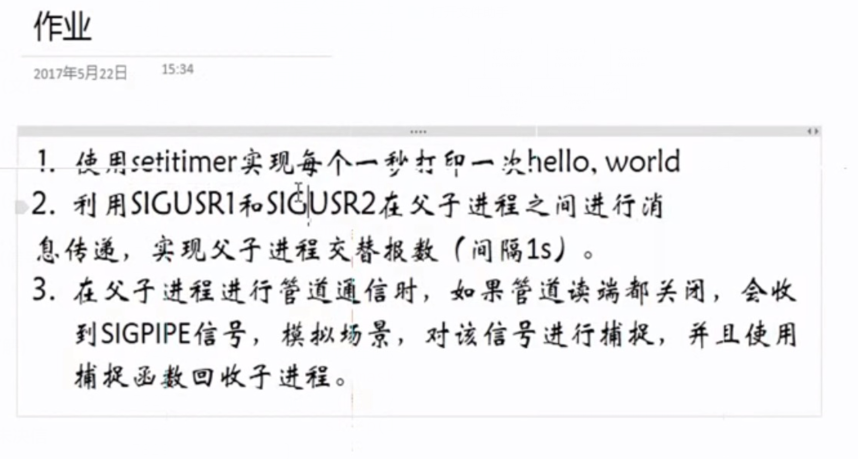 作业
2017年5月22日 15:34
1. 使用setitimer实现每个一秒打印一次hello, world
2. 利用SIGUSR1和SIGUSR2在父子进程之间进行消
息传递，实现父子进程交替报数（间隔1s）。
3. 在父子进程进行管道通信时，如果管道读端都关闭，会收
到SIGPIPE信号，模拟场景，对该信号进行捕捉，并且使用
捕捉函数回收子进程。